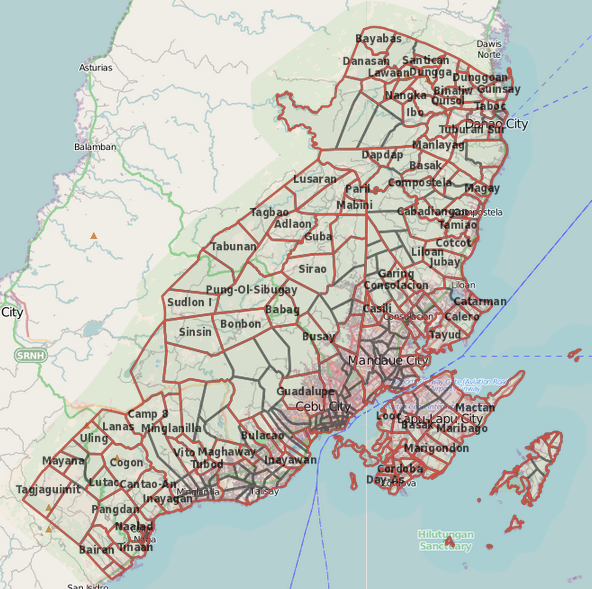 Bayabas
Dawis
Norte
Asturias
Danasan
Santican
Lawaan
Dungga
Dunggoan
Nangka
Binaliw
Guinsay
Quisol
Taboc
Ibo
Danao City
Tuburan Sur
Balamban
Manlayag
Dapdap
Basak
Lusaran
Compostela
Paril
Magay
Mabini
Tagbao
Cabadiangan
Compostela
Adlaon
Tamiao
Guba
Tabunan
Cotcot
Liloan
Jubay
Sirao
Garing
Consolacion
Pung-Ol-Sibugay
Liloan
Sudlon I
Catarman
Babag
Casili
City
Consolacion
Calero
Bonbon
Sinsin
Busay
Tayud
SRNH
Mandaue City
Guadalupe
Cebu City
Mactan
Camp 8
Lapu-Lapu City
Lanas
Minglanilla
Basak
Maribago
Uling
Bulacao
Marigondon
Vito
Maghaway
Mayana
Cogon
Tubod
Inayawan
Cordoba
Lutac
Cantao-An
Tagjaguimit
Inayagan
Minglanilla
Talisay
Pangdan
Naalad
Naga
Hilutungan
Sanctuary
Bairan
Tinaan
San Isidro